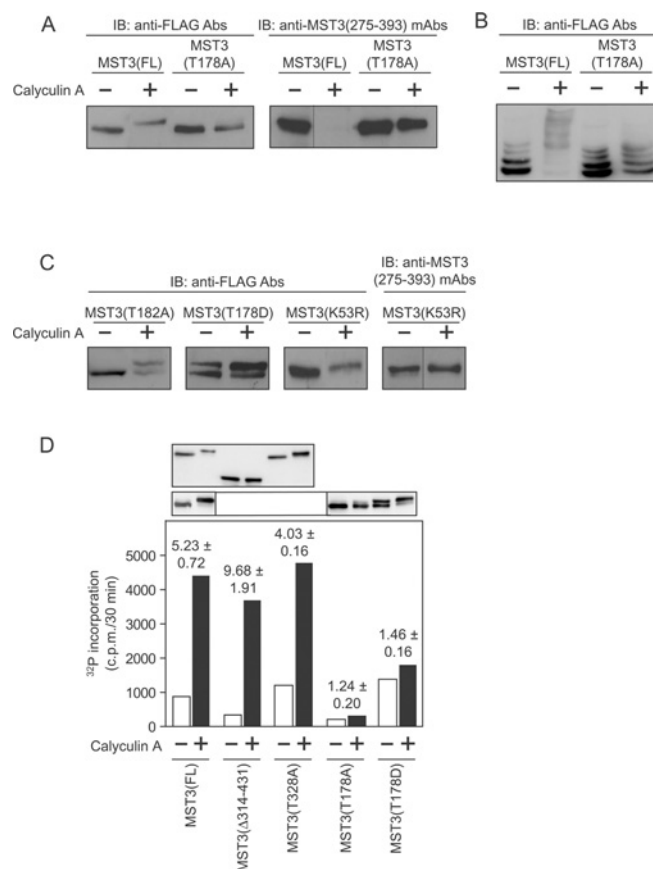 A
IB: anti-FLAG Abs
IB: anti-MST3(275-393) mAbs
MST3(FL)
MST3
(T178A)
MST3(FL)
MST3
(T178A)
Calyculin A
− + − +
− + − +
B
IB: anti-FLAG Abs
MST3(FL)
MST3
(T178A)
− + − +
C
IB: anti-FLAG Abs
IB: anti-MST3
(275-393) mAbs
MST3(T182A) MST3(T178D) MST3(K53R) MST3(K53R)
Calyculin A − + − + − + − +
D
5.23 ±
0.72
9.68 ±
1.91
4.03 ±
0.16
1.24 ±
0.20
1.46 ±
0.16
32P incorporation
(c.p.m./30 min)
5000
4000
3000
2000
1000
0
Calyculin A − + − + − + − + − +
MST3(FL)
MST3(Δ314-431)
MST3(T328A)
MST3(T178A)
MST3(T178D)